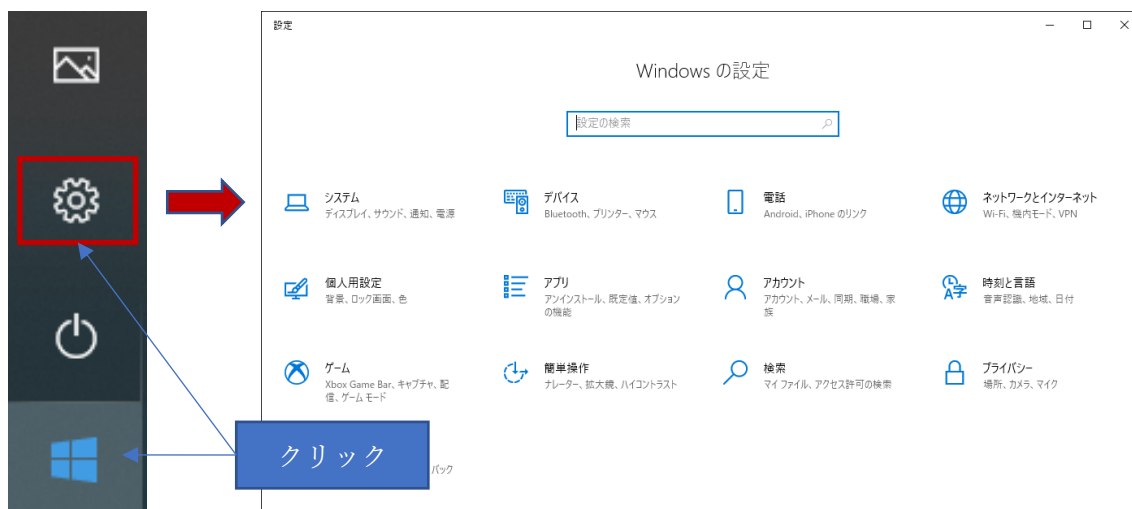 設定
Windows の設定
設定の検索
システム
ディスプレイ、サウンド、通知、電源
デバイス
Bluetooth、プリンター、マウス
電話
Android、iPhone のリンク
ネットワークとインターネット
Wi-Fi、機内モード、VPN
個人用設定
背景、ロック画面、色
アプリ
アンインストール、既定値、オプション
の機能
アカウント
アカウント、メール、同期、職場、家
族
時刻と言語
音声認識、地域、日付
ゲーム
Xbox Game Bar、キャプチャ、配
信、ゲーム モード
簡単操作
ナレーター、拡大鏡、ハイコントラスト
検索
マイ ファイル、アクセス許可の検索
プライバシー
場所、カメラ、マイク
クリック
バック